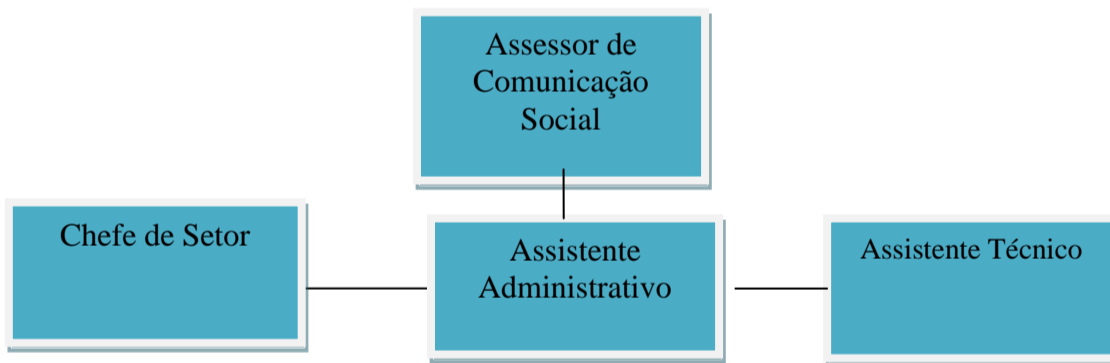 Assessor de
Comunicação
Social
Chefe de Setor
Assistente
Administrativo
Assistente Técnico